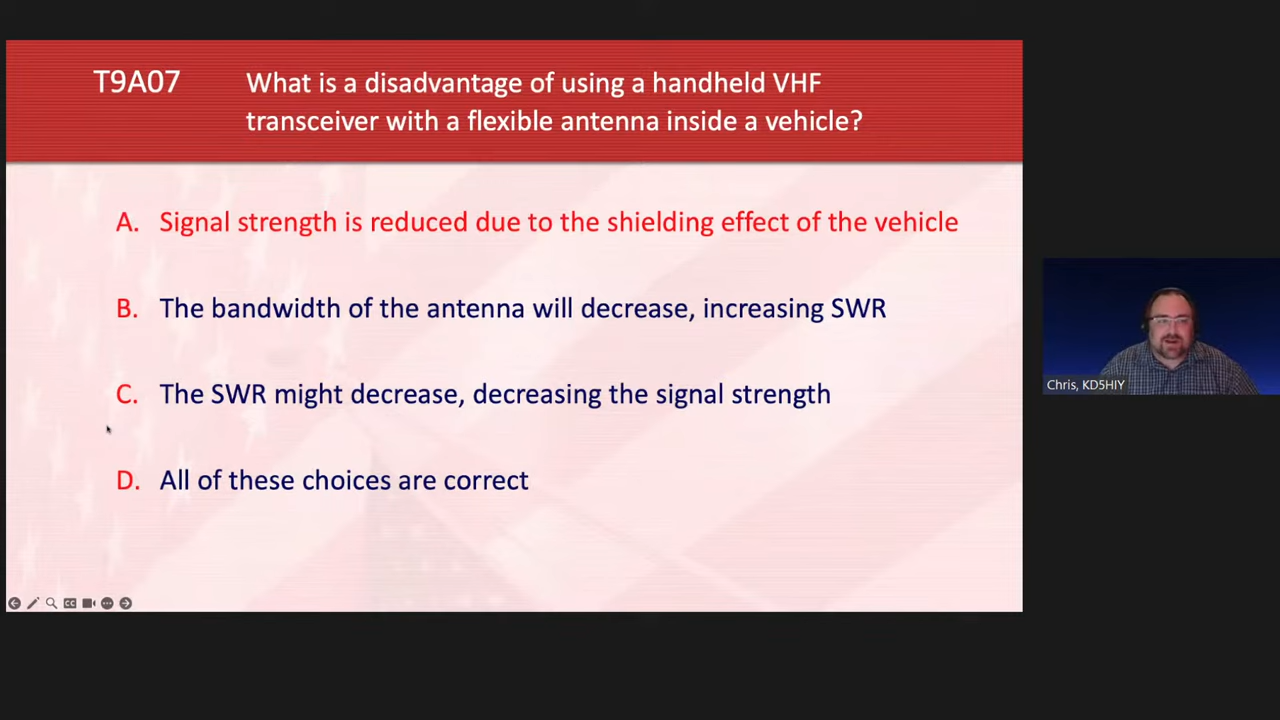 T9A07 What is a disadvantage of using a handheld VHF
transceiver with a flexible antenna inside a vehicle?
A. Signal strength is reduced due to the shielding effect of the vehicle
B. The bandwidth of the antenna will decrease, increasing SWR
C. The SWR might decrease, decreasing the signal strength
D. All of these choices are correct
Chris, KD5HIY